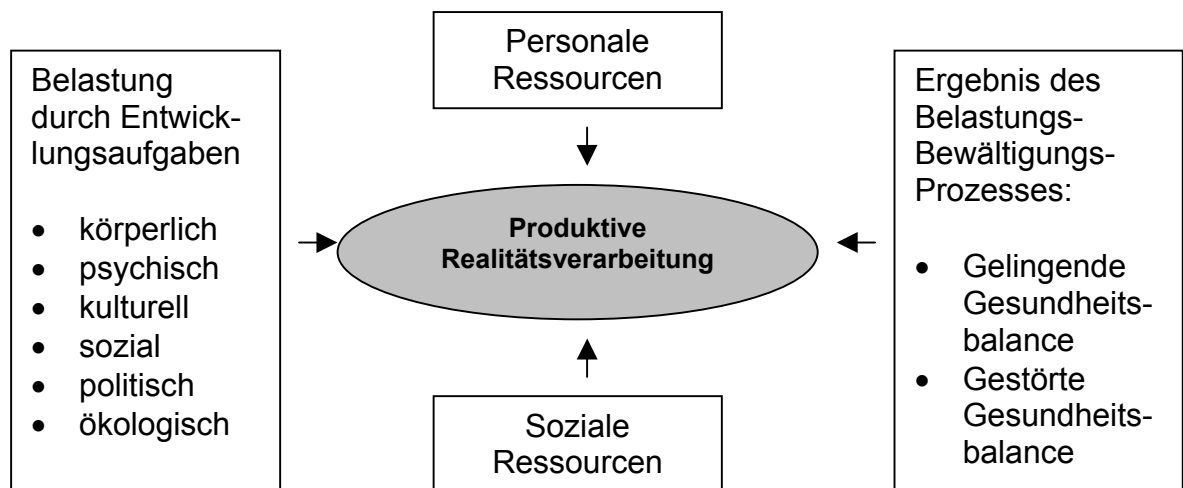 Belastung
durch Entwick-
lungsaufgaben
• körperlich
• psychisch
• kulturell
• sozial
• politisch
• ökologisch
Personale
Ressourcen
Produktive
Realitätsverarbeitung
Soziale
Ressourcen
Ergebnis des
Belastungs-
Bewältigungs-
Prozesses:
• Gelingende
Gesundheits-
balance
• Gestörte
Gesundheits-
balance